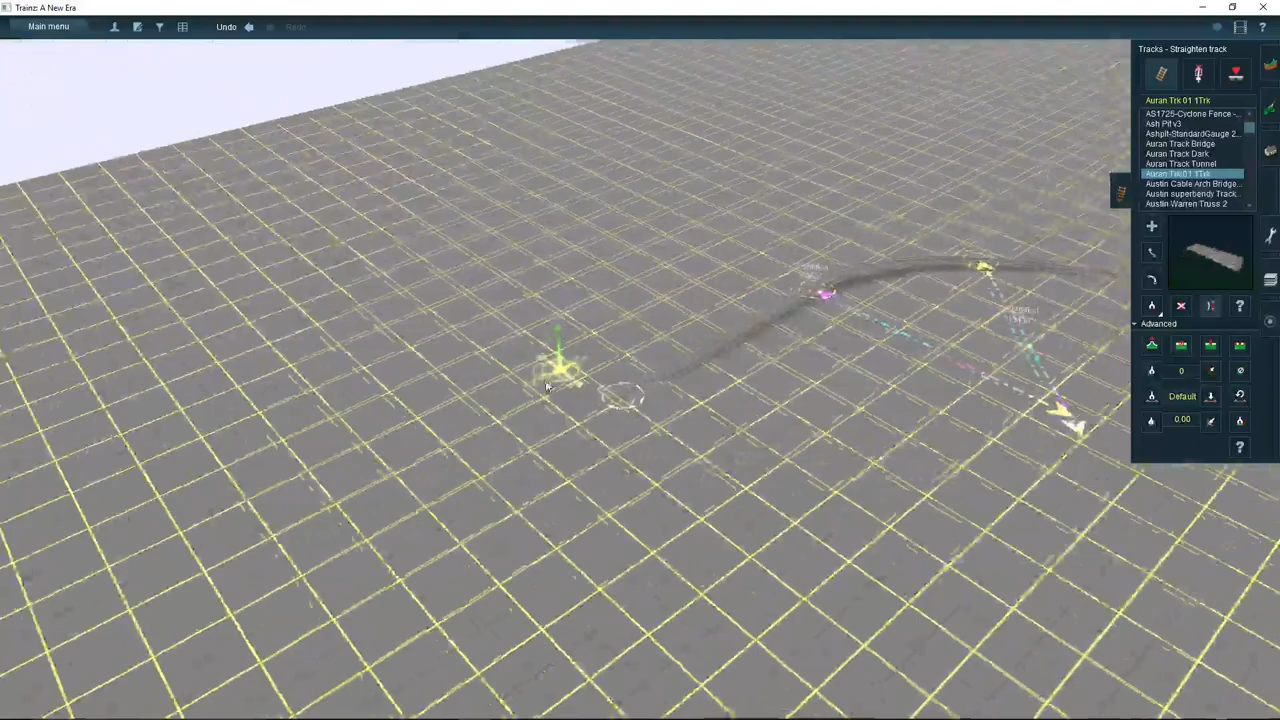 Trainz: A New Era
Main menu
Undo
Redo
Tracks - Straighten track
Auran Trk 01 1Trk
AS1725-Cyclone Fence -...
Ash Pit v3
Ashpit-StandardGauge 2...
Auran Track Bridge
Auran Track Dark
Auran Track Tunnel
Auran Trk 01 1Trk
Austin Cable Arch Bridge...
Austin superbendy Track...
Austin Warren Truss 2
?
Advanced
0
Default
0.00
?